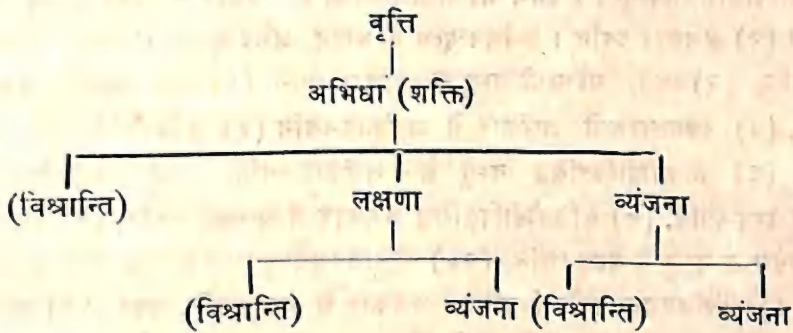 वृत्ति
अभिधा (शक्ति)
(विश्रान्ति) लक्षणा व्यंजना
(विश्रान्ति) व्यंजना (विश्रान्ति) व्यंजना